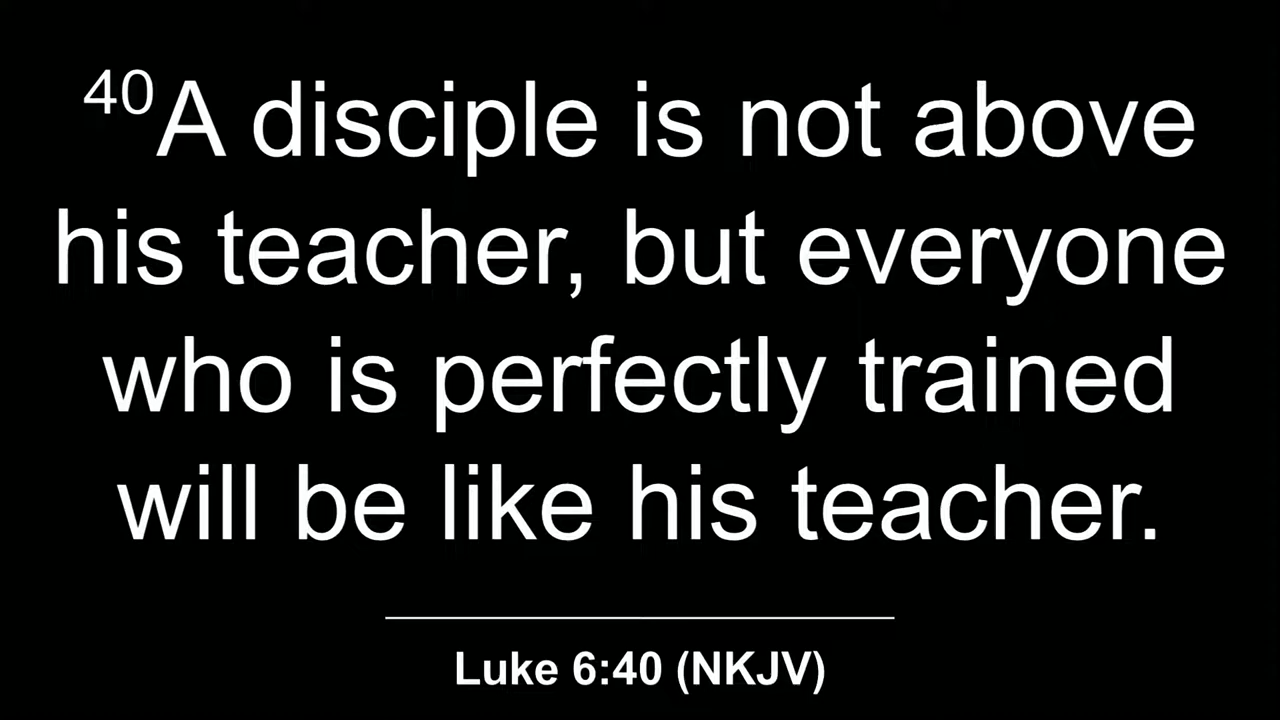 40A disciple is not above
his teacher, but everyone
who is perfectly trained
will be like his teacher.
Luke 6:40 (NKJV)